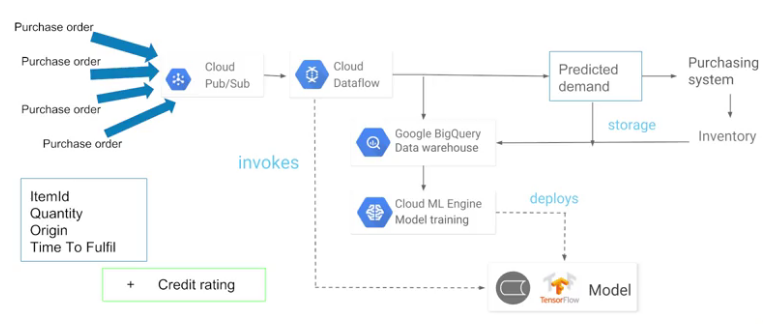 Purchase order
Purchase order
Purchase order
Purchase order
Cloud
Pub/Sub
Cloud
Dataflow
Predicted
demand
Purchasing
system
storage
Inventory
Google BigQuery
Data warehouse
invokes
Cloud ML Engine
Model training
deploys
ItemId
Quantity
Origin
Time To Fulfil
+ Credit rating
TensorFlow
Model